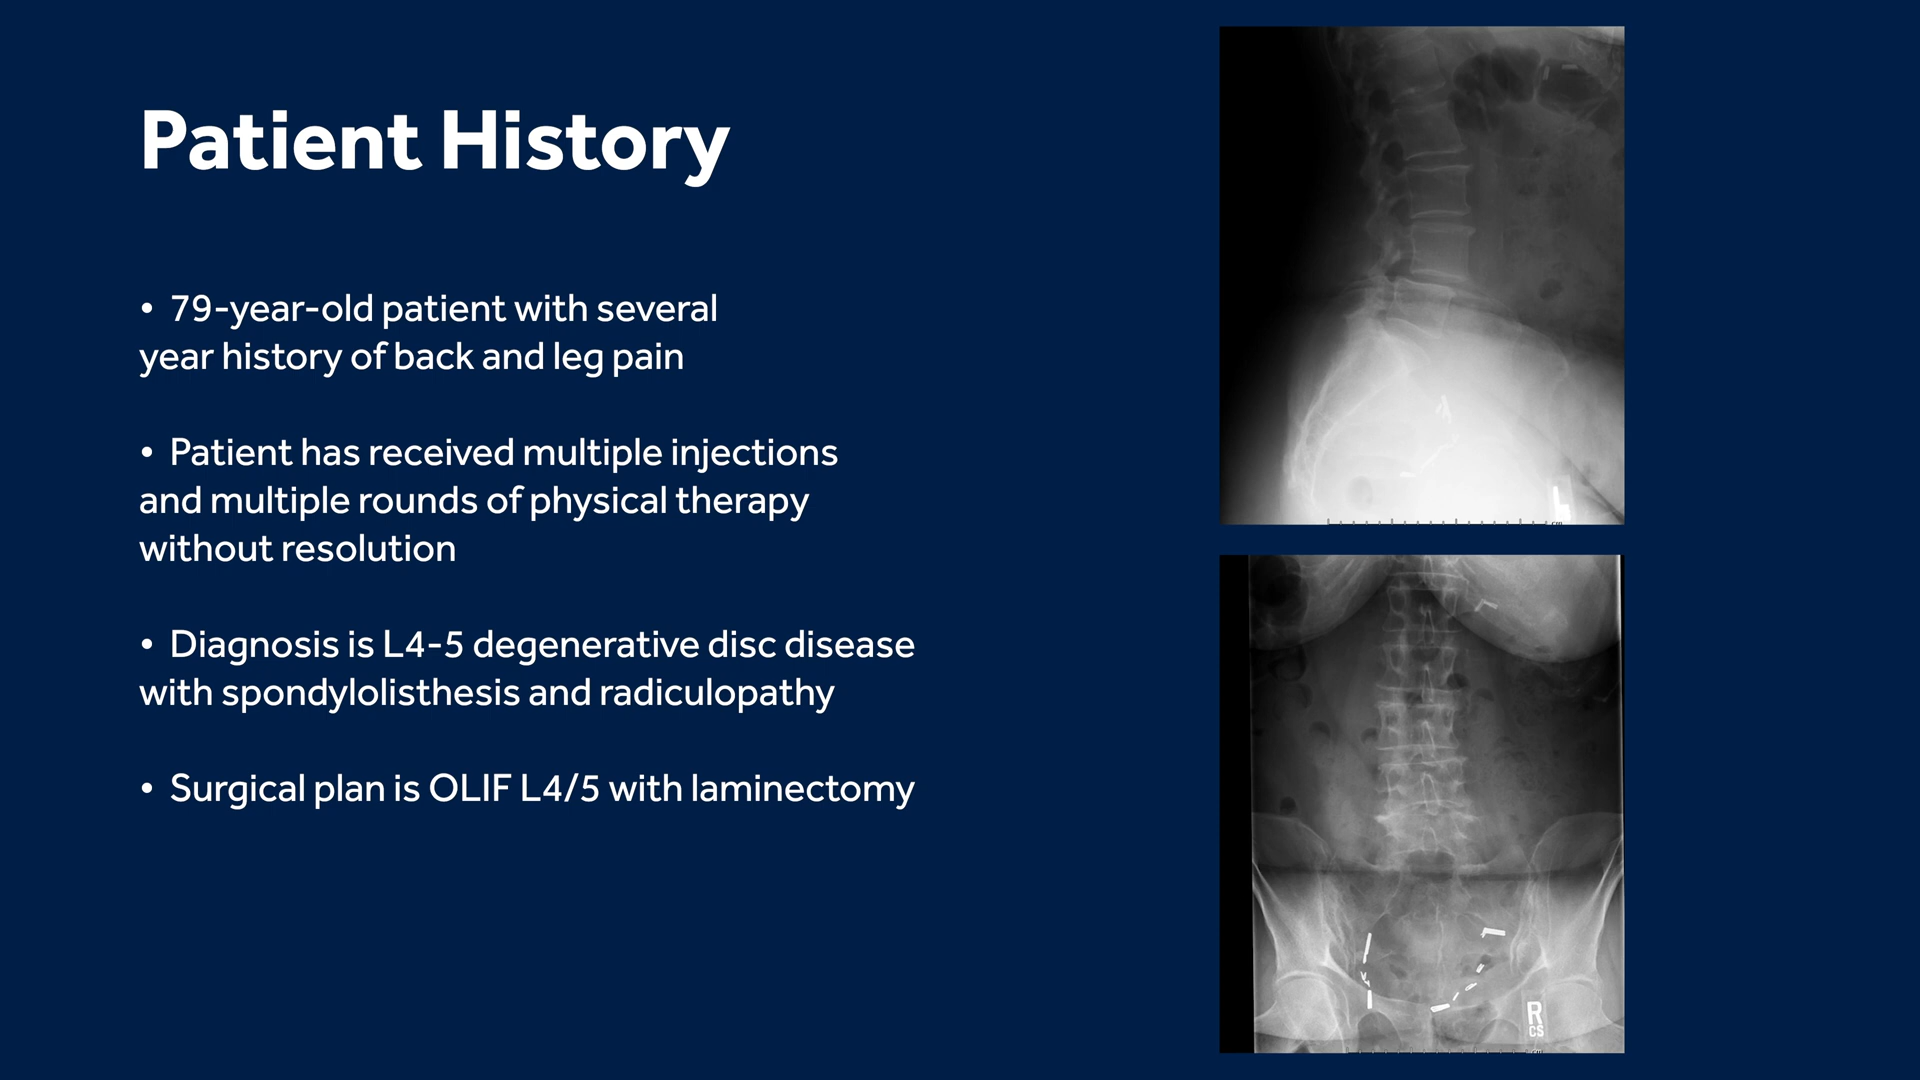 Patient History
• 79-year-old patient with several
year history of back and leg pain
• Patient has received multiple injections
and multiple rounds of physical therapy
without resolution
• Diagnosis is L4-5 degenerative disc disease
with spondylolisthesis and radiculopathy
• Surgical plan is OLIF L4/5 with laminectomy
L
cm
R
CS
cm